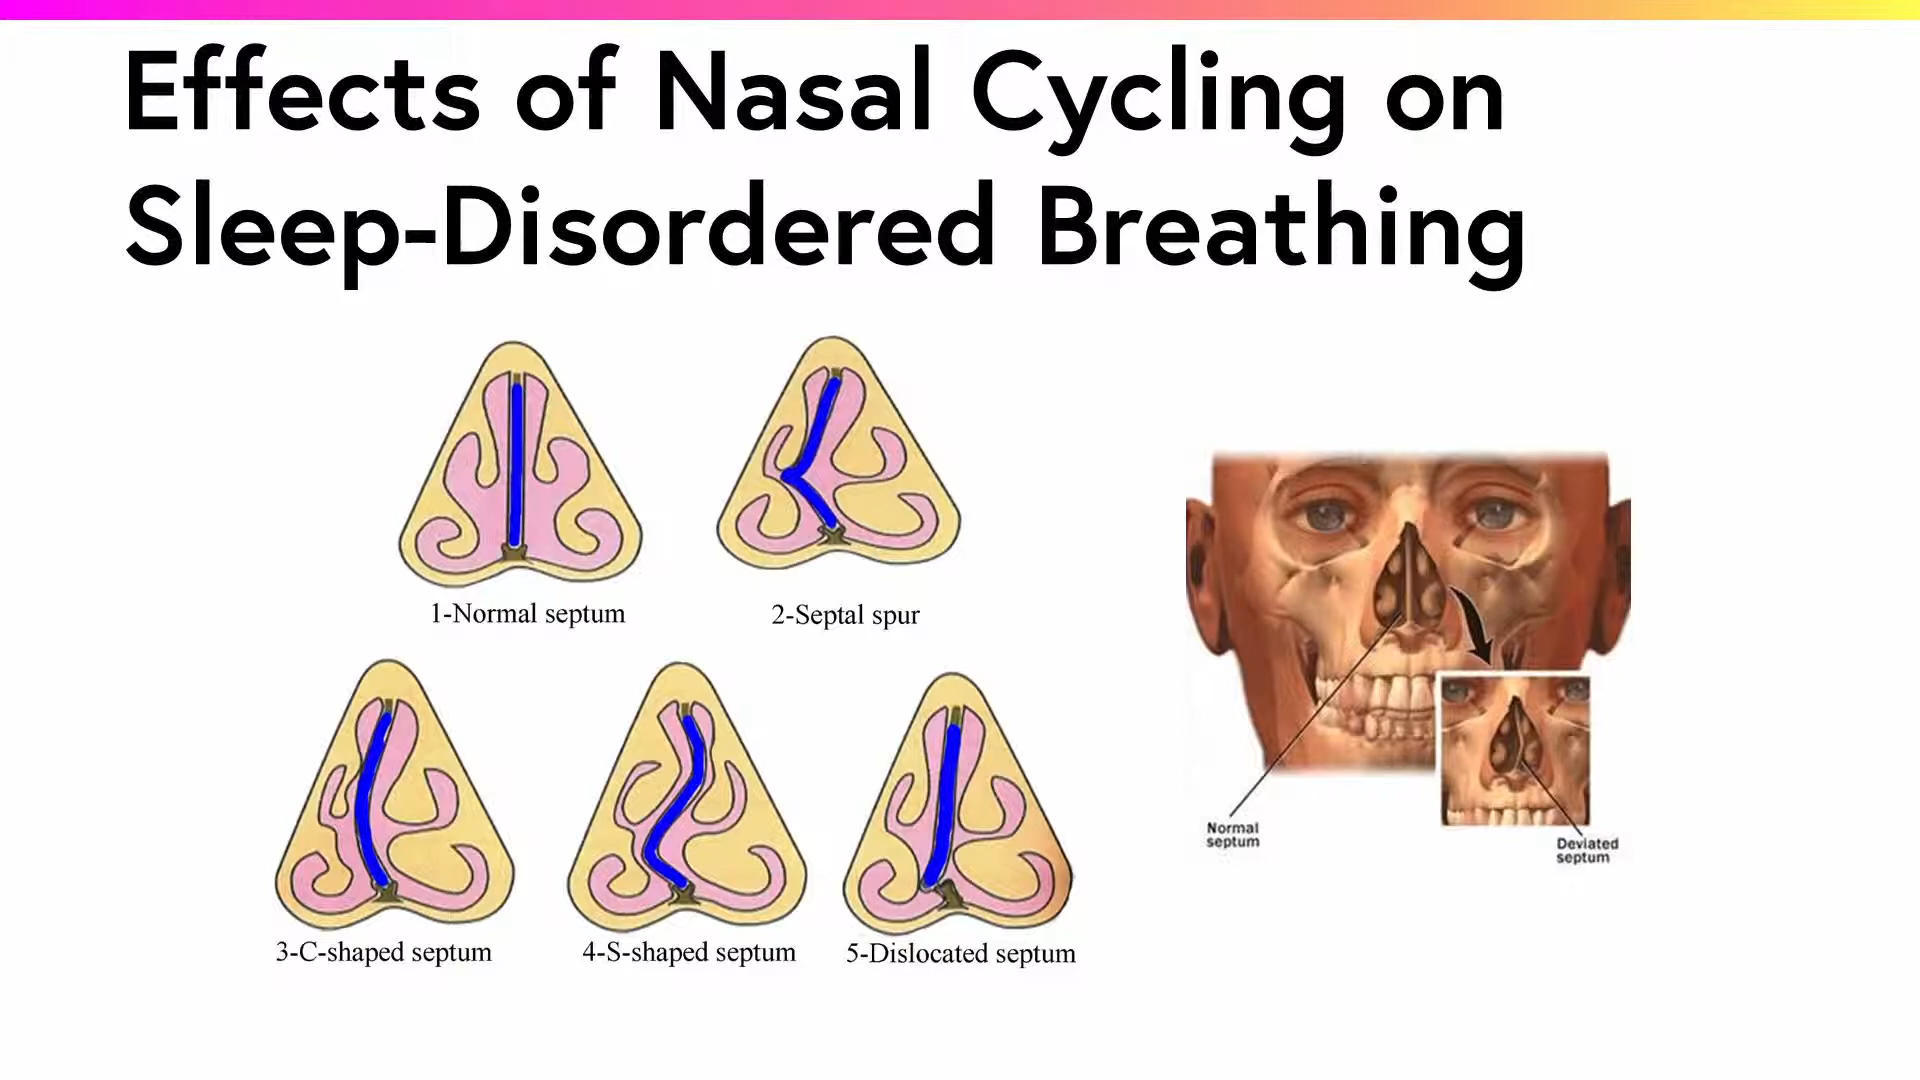 Effects of Nasal Cycling on
Sleep-Disordered Breathing
1-Normal septum
2-Septal spur
3-C-shaped septum
4-S-shaped septum
5-Dislocated septum
Normal
septum
Deviated
septum